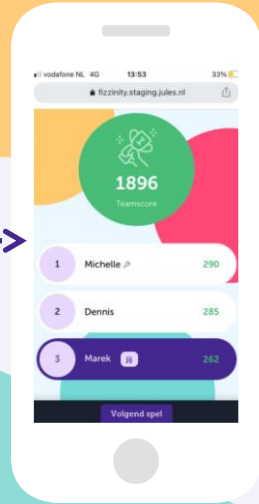 vodafone NL 4G 13:53 33%
fizzinity.staging.jules.nl
1896
Teamscore
1 Michelle 290
2 Dennis 285
3 Marek jij 262
Volgend spel